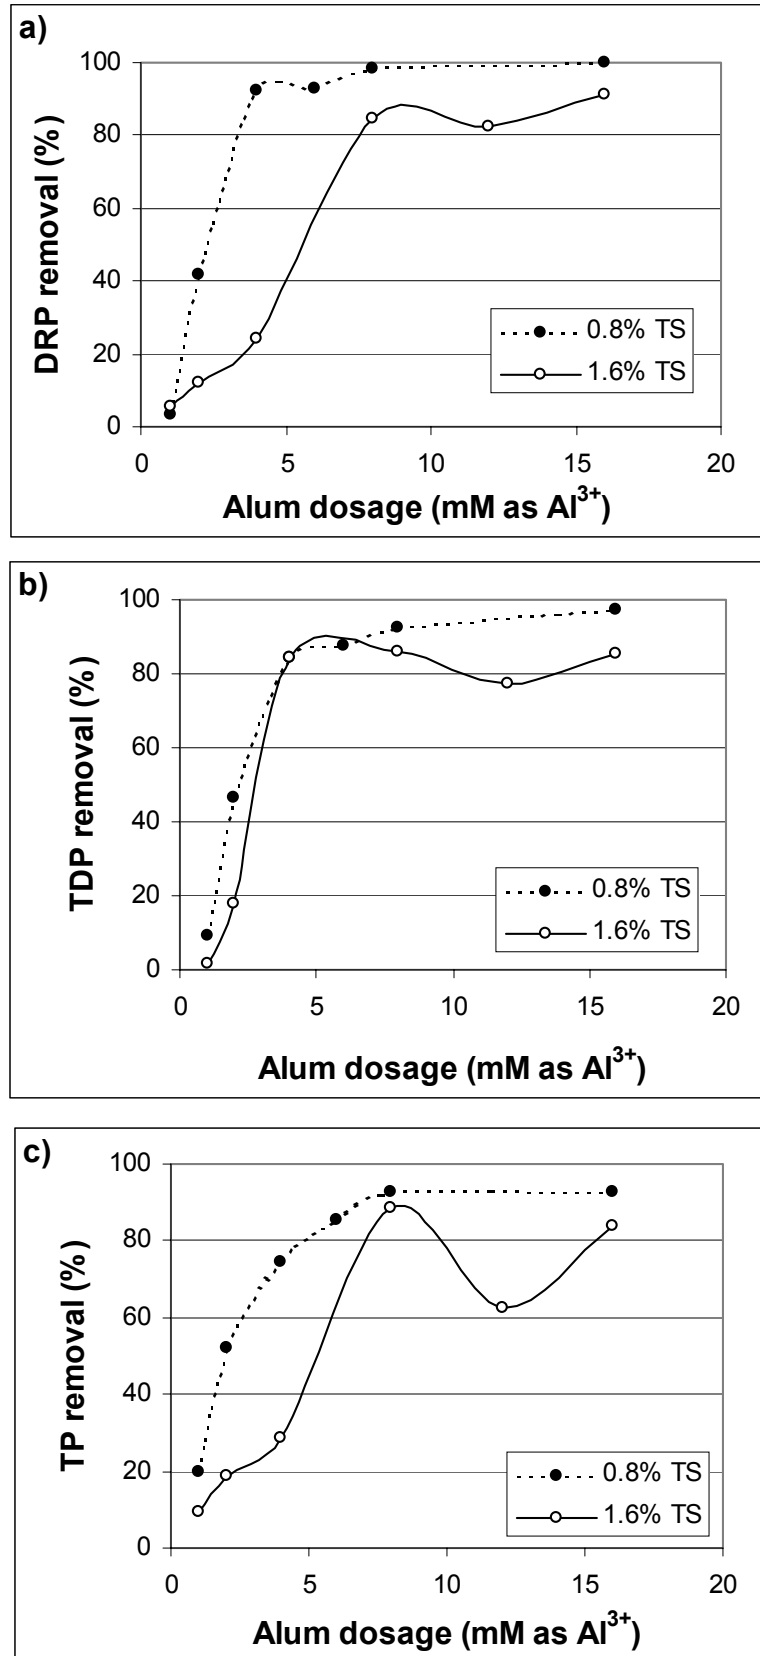 a)
100
80
60
40
20
0
DRP removal (%)
0.8% TS
1.6% TS
0 5 10 15 20
Alum dosage (mM as Al³⁺)
b)
100
80
60
40
20
0
TDP removal (%)
0.8% TS
1.6% TS
0 5 10 15 20
Alum dosage (mM as Al³⁺)
c)
100
80
60
40
20
0
TP removal (%)
0.8% TS
1.6% TS
0 5 10 15 20
Alum dosage (mM as Al³⁺)